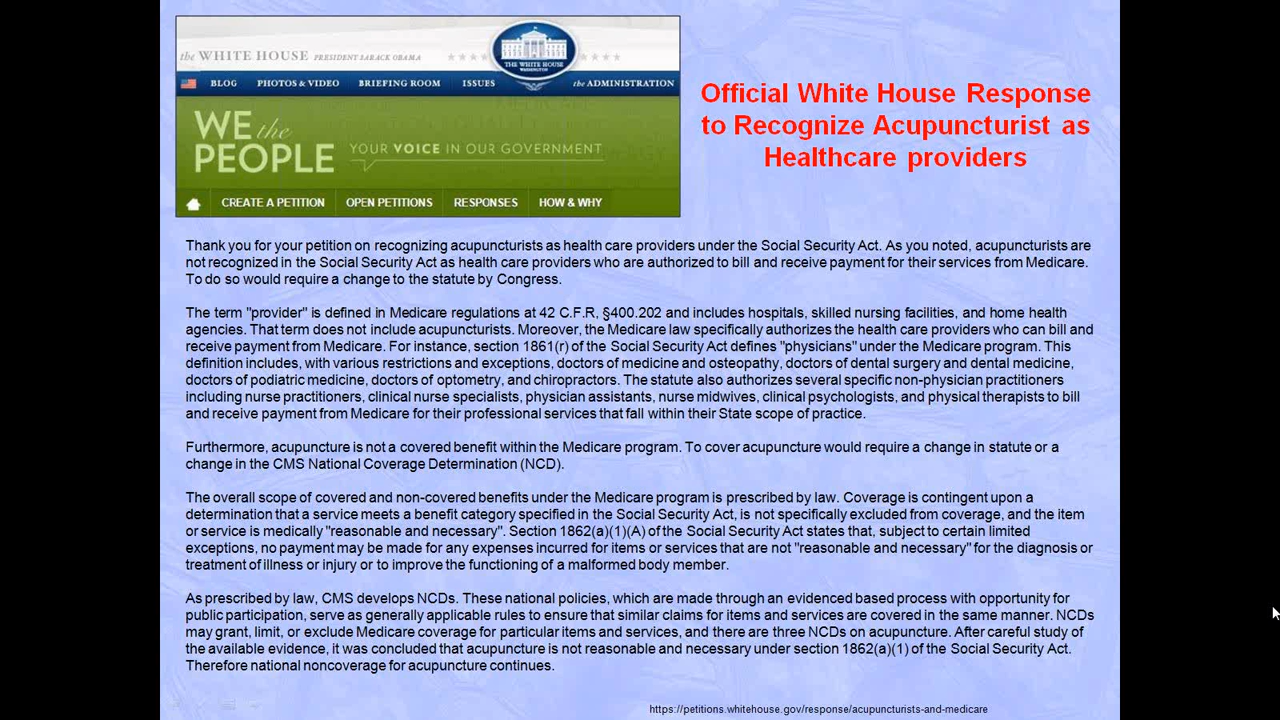 the WHITE HOUSE PRESIDENT BARACK OBAMA
THE WHITE HOUSE
WASHINGTON
BLOG PHOTOS & VIDEO BRIEFING ROOM ISSUES the ADMINISTRATION
WE the
PEOPLE
YOUR VOICE IN OUR GOVERNMENT
CREATE A PETITION OPEN PETITIONS RESPONSES HOW & WHY
Official White House Response
to Recognize Acupuncturist as
Healthcare providers
Thank you for your petition on recognizing acupuncturists as health care providers under the Social Security Act. As you noted, acupuncturists are
not recognized in the Social Security Act as health care providers who are authorized to bill and receive payment for their services from Medicare.
To do so would require a change to the statute by Congress.
The term "provider" is defined in Medicare regulations at 42 C.F.R, §400.202 and includes hospitals, skilled nursing facilities, and home health
agencies. That term does not include acupuncturists. Moreover, the Medicare law specifically authorizes the health care providers who can bill and
receive payment from Medicare. For instance, section 1861(r) of the Social Security Act defines "physicians" under the Medicare program. This
definition includes, with various restrictions and exceptions, doctors of medicine and osteopathy, doctors of dental surgery and dental medicine,
doctors of podiatric medicine, doctors of optometry, and chiropractors. The statute also authorizes several specific non-physician practitioners
including nurse practitioners, clinical nurse specialists, physician assistants, nurse midwives, clinical psychologists, and physical therapists to bill
and receive payment from Medicare for their professional services that fall within their State scope of practice.
Furthermore, acupuncture is not a covered benefit within the Medicare program. To cover acupuncture would require a change in statute or a
change in the CMS National Coverage Determination (NCD).
The overall scope of covered and non-covered benefits under the Medicare program is prescribed by law. Coverage is contingent upon a
determination that a service meets a benefit category specified in the Social Security Act, is not specifically excluded from coverage, and the item
or service is medically "reasonable and necessary". Section 1862(a)(1)(A) of the Social Security Act states that, subject to certain limited
exceptions, no payment may be made for any expenses incurred for items or services that are not "reasonable and necessary" for the diagnosis or
treatment of illness or injury or to improve the functioning of a malformed body member.
As prescribed by law, CMS develops NCDs. These national policies, which are made through an evidenced based process with opportunity for
public participation, serve as generally applicable rules to ensure that similar claims for items and services are covered in the same manner. NCDs
may grant, limit, or exclude Medicare coverage for particular items and services, and there are three NCDs on acupuncture. After careful study of
the available evidence, it was concluded that acupuncture is not reasonable and necessary under section 1862(a)(1) of the Social Security Act.
Therefore national noncoverage for acupuncture continues.
https://petitions.whitehouse.gov/response/acupuncturists-and-medicare